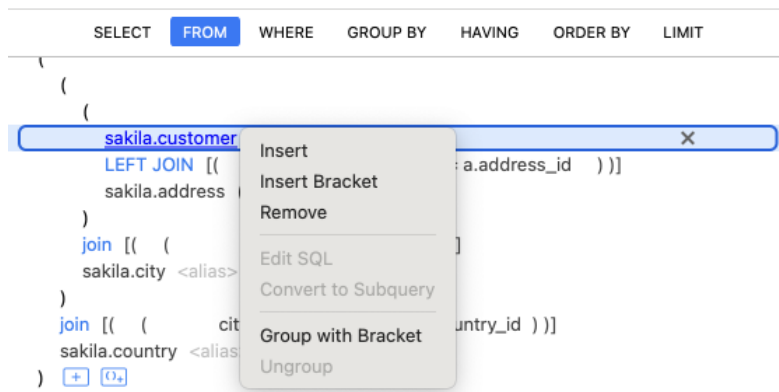 SELECT FROM WHERE GROUP BY HAVING ORDER BY LIMIT
(
(
(
sakila.customer ×
LEFT JOIN [( a.address_id ) )]
sakila.address
)
join [( ( ]
sakila.city <alias>
)
join [( ( cit untry_id ) )]
sakila.country <alias
) + ()+
Insert
Insert Bracket
Remove
Edit SQL
Convert to Subquery
Group with Bracket
Ungroup